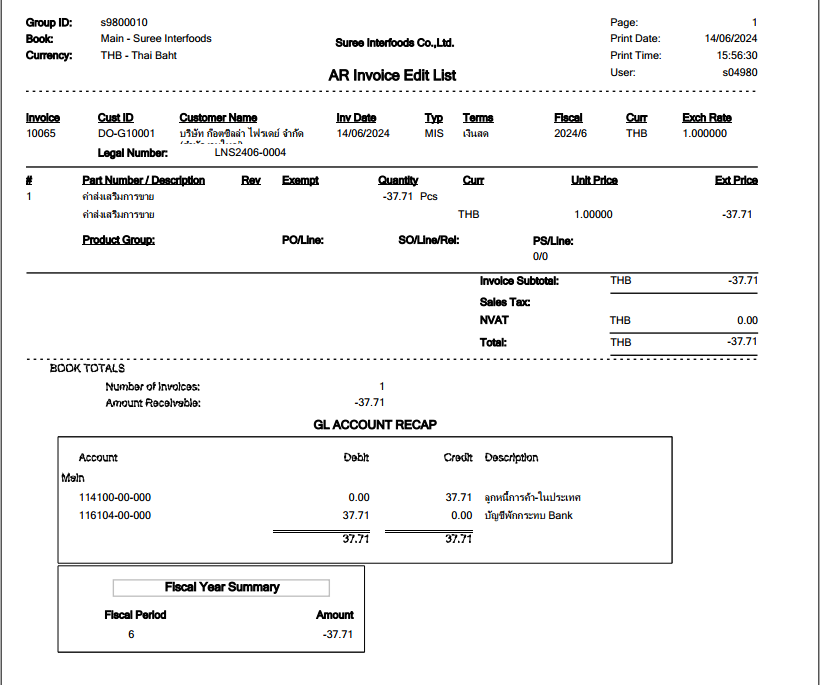 Group ID: s9800010 Page: 1
Book: Main - Suree Interfoods Suree Interfoods Co.,Ltd. Print Date: 14/06/2024
Currency: THB - Thai Baht Print Time: 15:56:30
AR Invoice Edit List User: s04980
Invoice Cust ID Customer Name Inv Date Typ Terms Fiscal Curr Exch Rate
10065 DO-G10001 บริษัท ก๊อตซิลล่า ไฟรเดย์ จำกัด 14/06/2024 MIS เงินสด 2024/6 THB 1.000000
Legal Number: LNS2406-0004
# Part Number / Description Rev Exempt Quantity Curr Unit Price Ext Price
1 ค่าส่งเสริมการขาย -37.71 Pcs
ค่าส่งเสริมการขาย THB 1.00000 -37.71
Product Group: PO/Line: SO/Line/Rel: PS/Line:
0/0
Invoice Subtotal: THB -37.71
Sales Tax:
NVAT THB 0.00
Total: THB -37.71
BOOK TOTALS
Number of Invoices: 1
Amount Receivable: -37.71
GL ACCOUNT RECAP
Account Debit Credit Description
Main
114100-00-000 0.00 37.71 ลูกหนี้การค้า-ในประเทศ
116104-00-000 37.71 0.00 บัญชีพักกระทบ Bank
37.71 37.71
Fiscal Year Summary
Fiscal Period Amount
6 -37.71